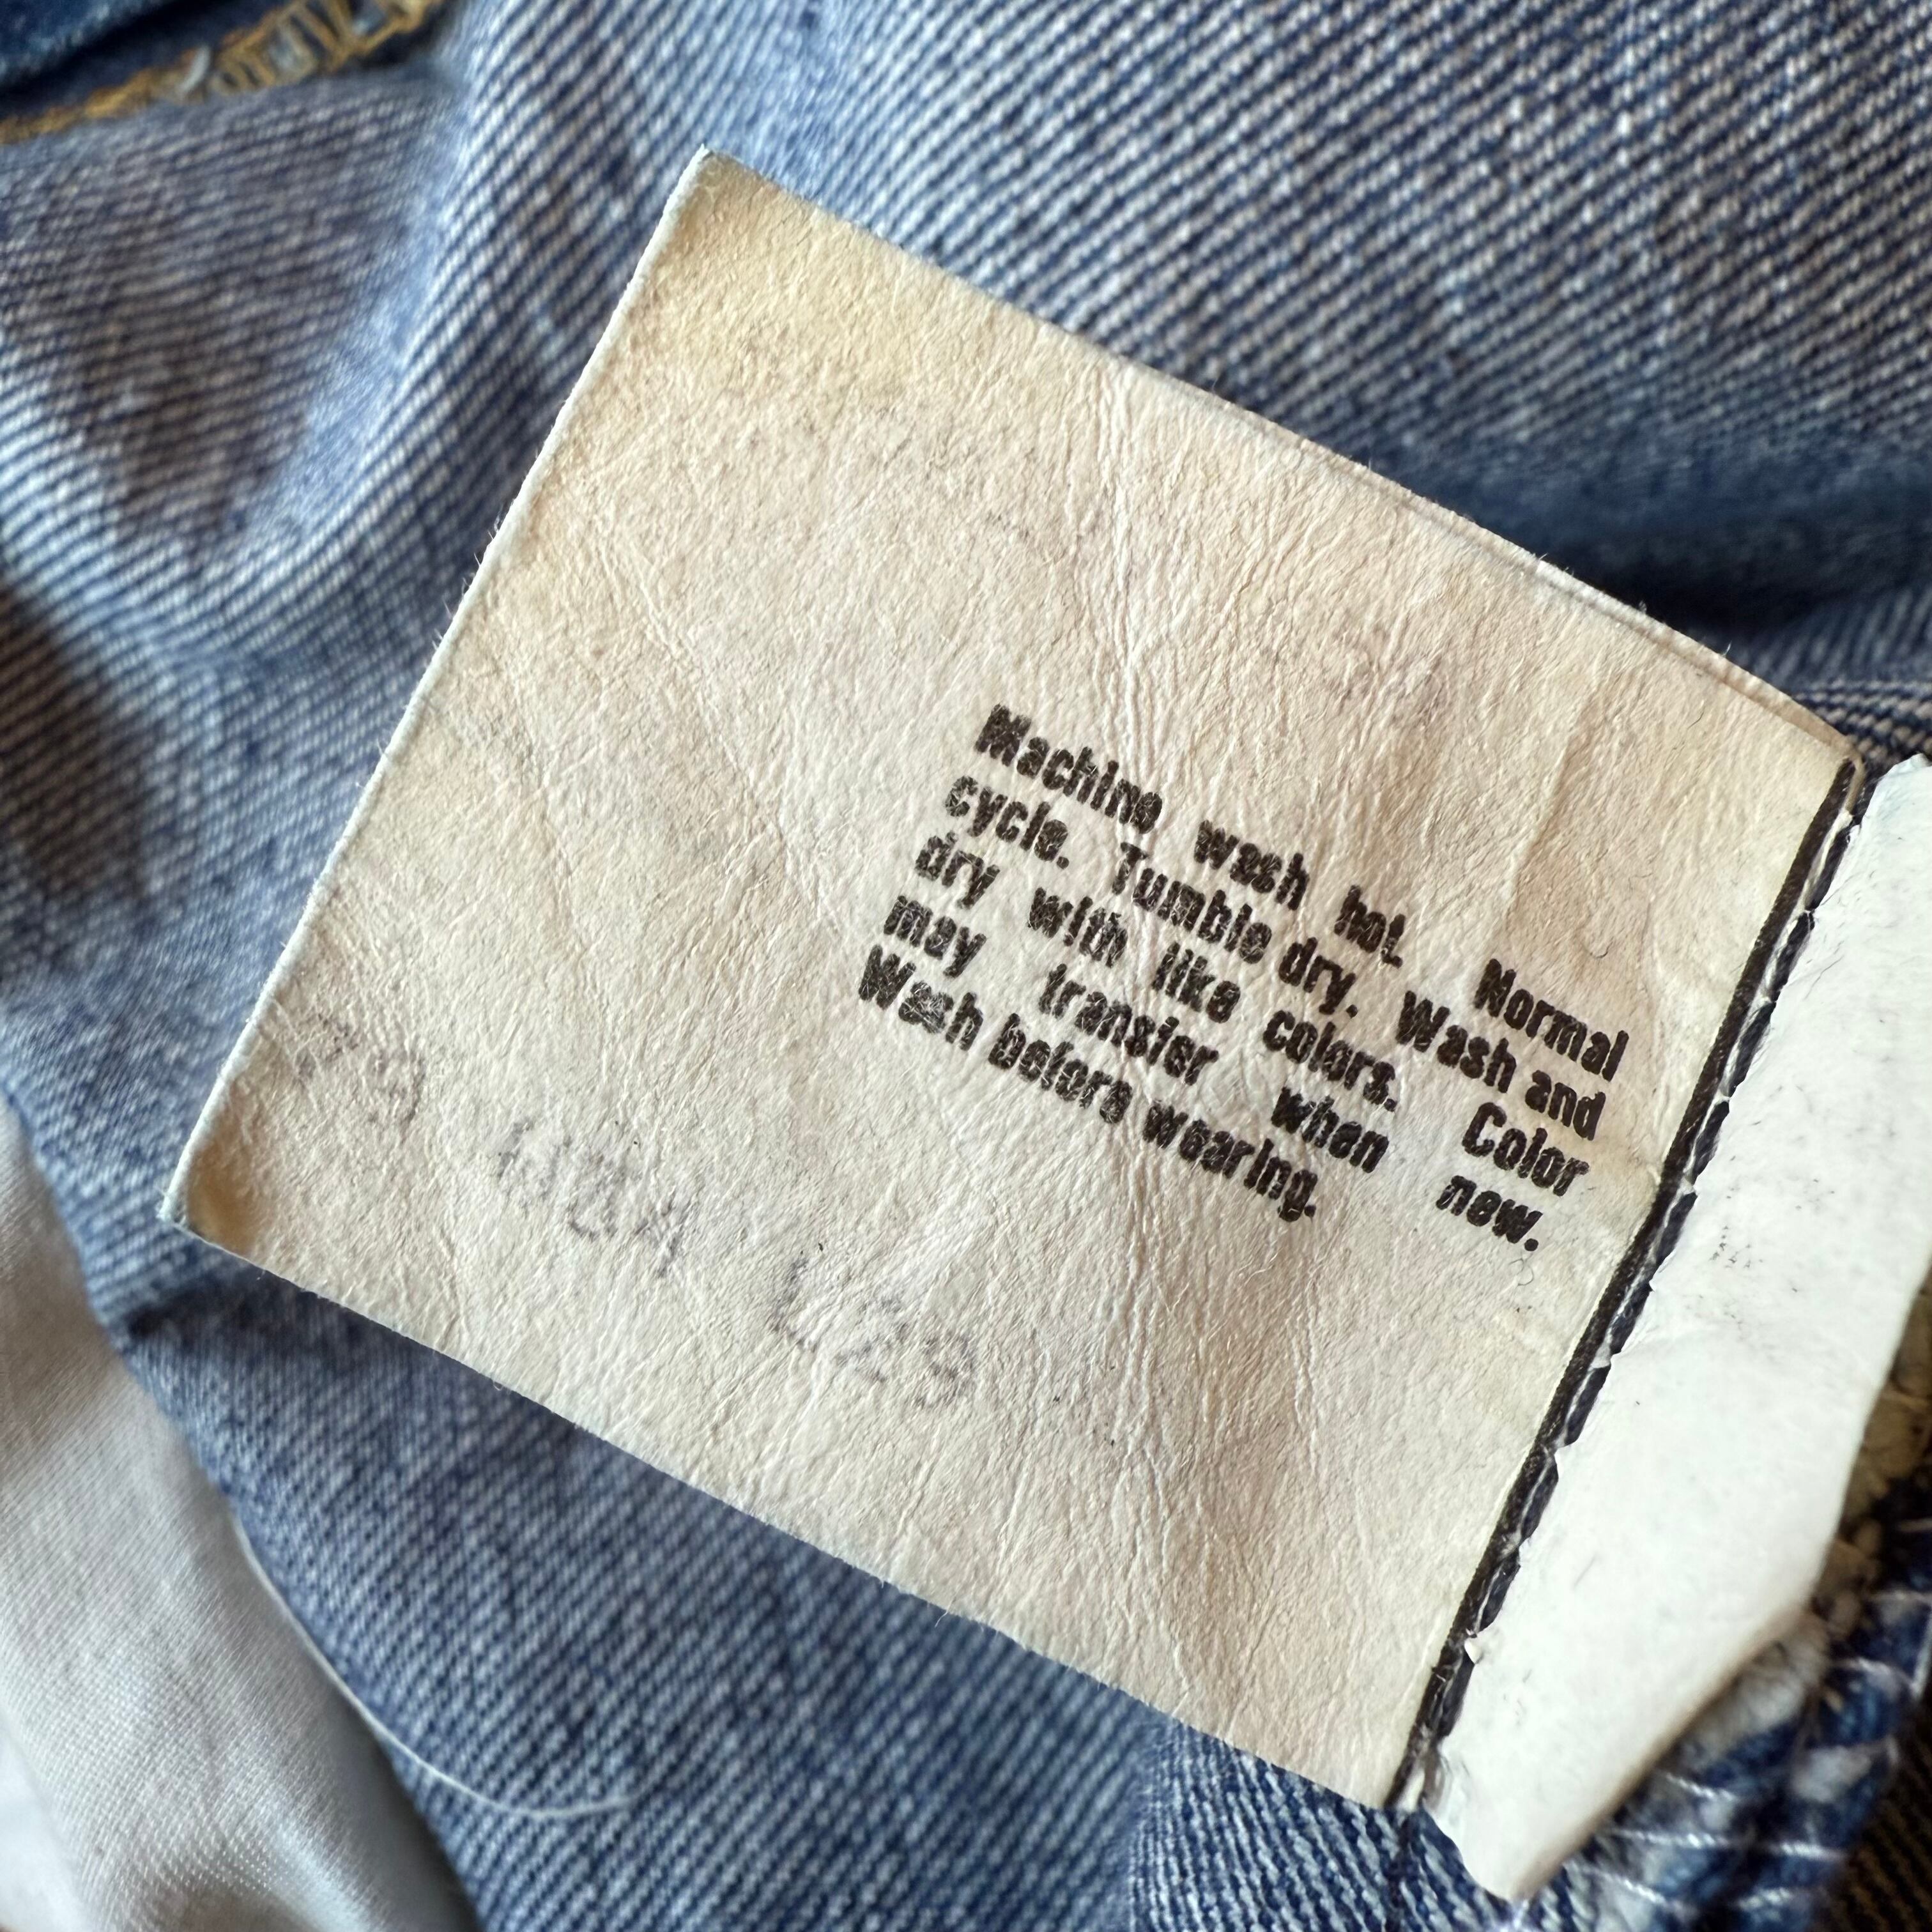 Machine wash hot. Normal
cycle. Tumble dry. Wash and
dry with like colors. Color
may transfer when new.
Wash before wearing.